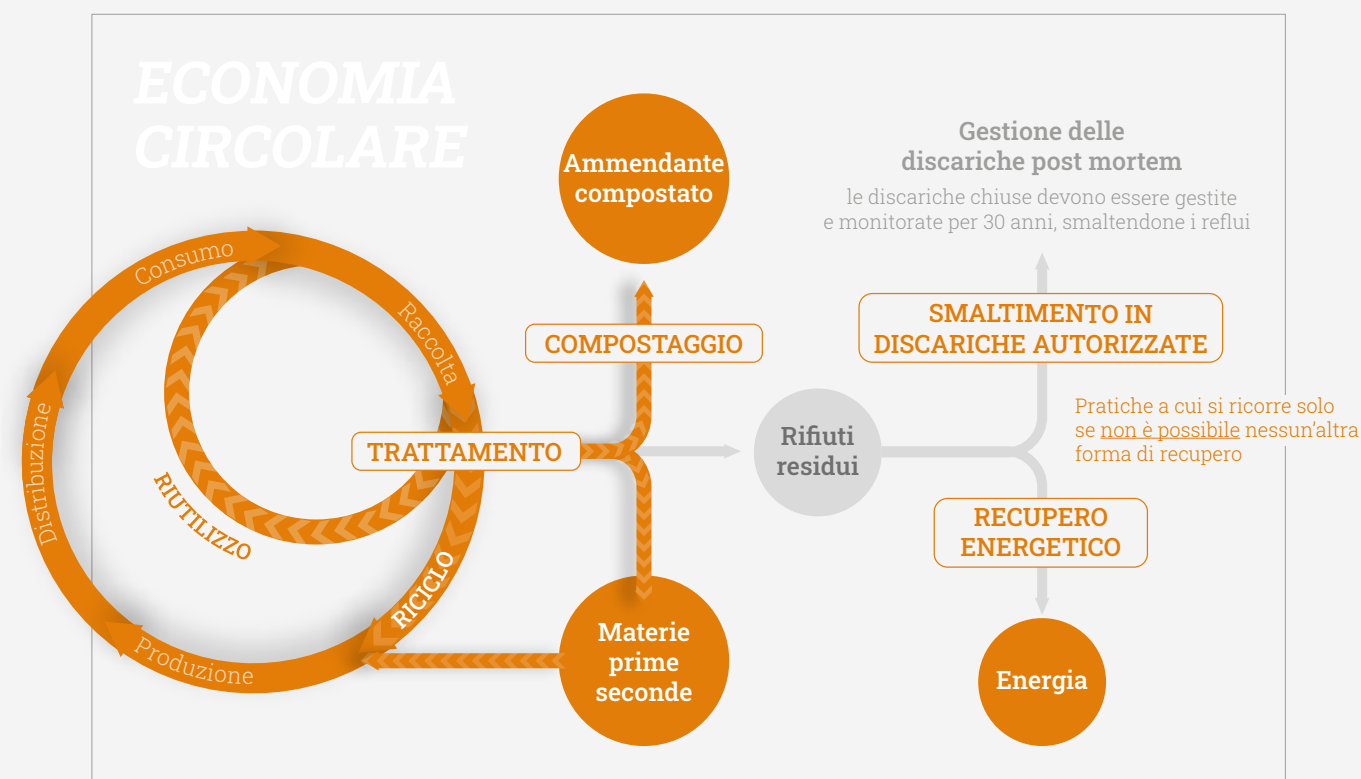 ECONOMIA
CIRCOLARE
Consumo
Raccolta
Distribuzione
RIUTILIZZO
Produzione
RICICLO
TRATTAMENTO
Ammendante
compostato
COMPOSTAGGIO
Materie
prime
seconde
Rifiuti
residui
Gestione delle
discariche post mortem
le discariche chiuse devono essere gestite
e monitorate per 30 anni, smaltendone i reflui
SMALTIMENTO IN
DISCARICHE AUTORIZZATE
Pratiche a cui si ricorre solo
se non è possibile nessun'altra
forma di recupero
RECUPERO
ENERGETICO
Energia